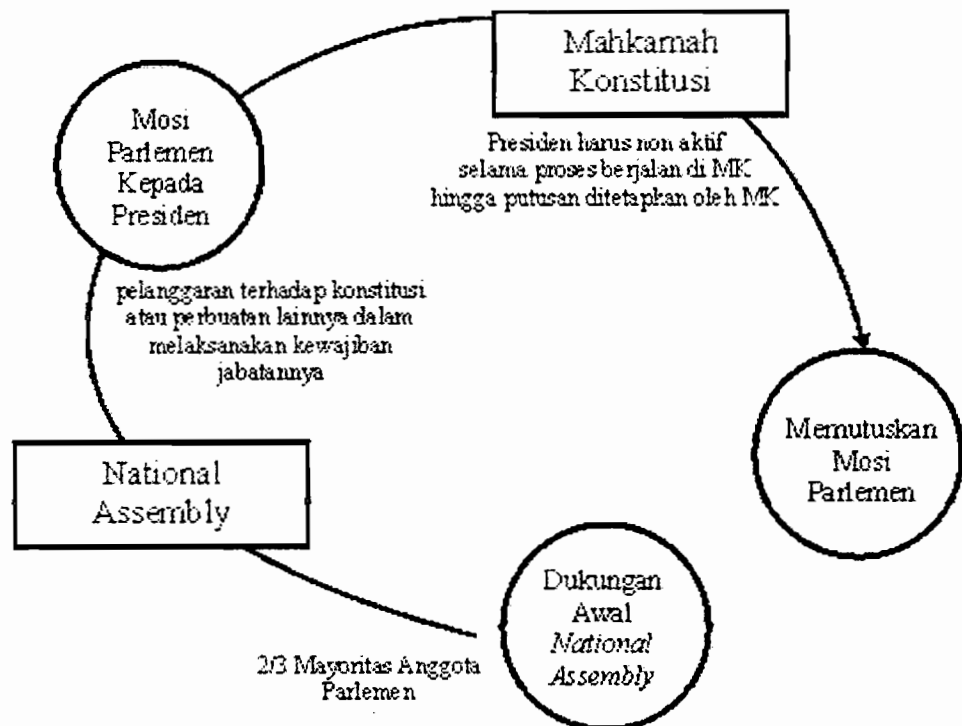 Mahkamah
Konstitusi
Mosi
Parlemen
Kepada
Presiden
Presiden harus non aktif
selama proses berjalan di MK
hingga putusan ditetapkan oleh MK
pelanggaran terhadap konstitusi
atau perbuatan lainnya dalam
melaksanakan kewajiban
jabatannya
National
Assembly
Memutuskan
Mosi
Parlemen
Dukungan
Awal
National
Assembly
2/3 Mayoritas Anggota
Parlemen